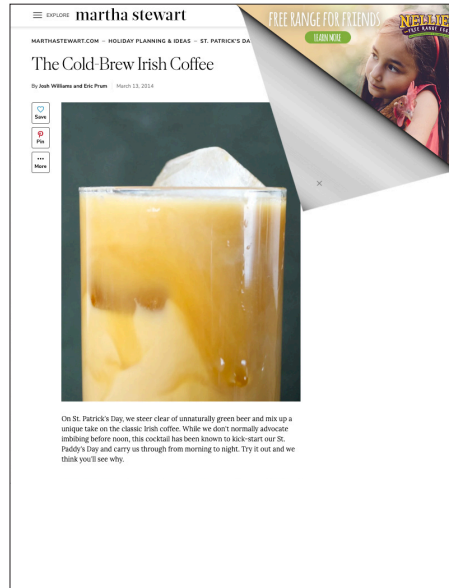 EXPLORE martha stewart
FREE RANGE FOR FRIENDS
LEARN MORE
NELLIE'S
MARTHASTEWART.COM – HOLIDAY PLANNING & IDEAS – ST. PATRICK'S DA
The Cold-Brew Irish Coffee
By Josh Williams and Eric Prum | March 13, 2014
Save
Pin
More
On St. Patrick's Day, we steer clear of unnaturally green beer and mix up a
unique take on the classic Irish coffee. While we don't normally advocate
imbibing before noon, this cocktail has been known to kick-start our St.
Paddy's Day and carry us through from morning to night. Try it out and we
think you'll see why.